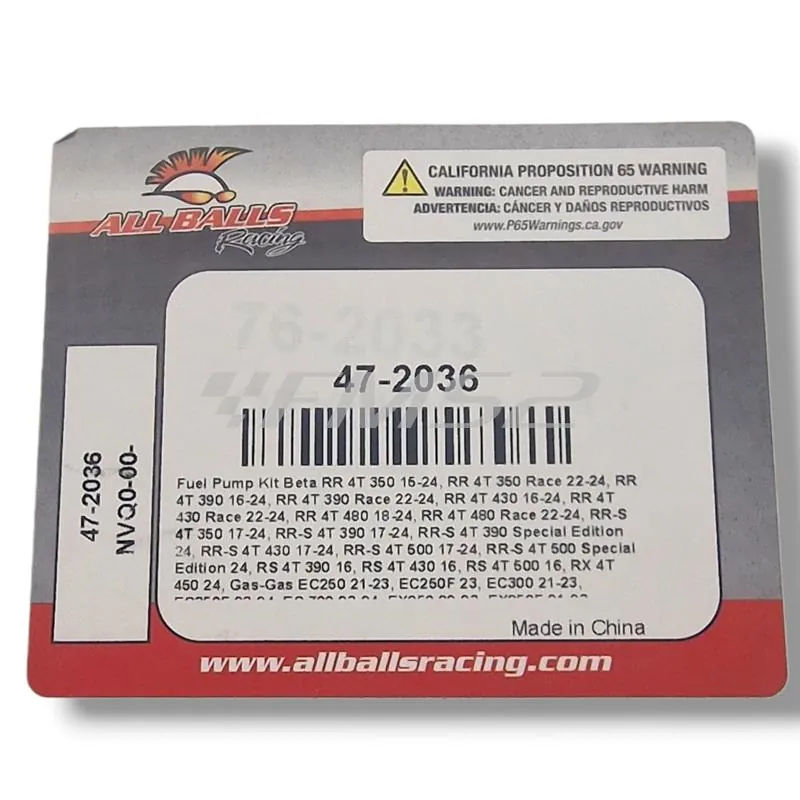 ALL BALLS
Racing
CALIFORNIA PROPOSITION 65 WARNING
WARNING: CANCER AND REPRODUCTIVE HARM
ADVERTENCIA: CÁNCER Y DAÑOS REPRODUCTIVOS
www.P65Warnings.ca.gov
76-2033
47-2036
FMS2
Fuel Pump Kit Beta RR 4T 350 15-24, RR 4T 350 Race 22-24, RR
4T 390 16-24, RR 4T 390 Race 22-24, RR 4T 430 16-24, RR 4T
430 Race 22-24, RR 4T 480 18-24, RR 4T 480 Race 22-24, RR-S
4T 350 17-24, RR-S 4T 390 17-24, RR-S 4T 390 Special Edition
24, RR-S 4T 430 17-24, RR-S 4T 500 17-24, RR-S 4T 500 Special
Edition 24, RS 4T 390 16, RS 4T 430 16, RS 4T 500 16, RX 4T
450 24, Gas-Gas EC250 21-23, EC250F 23, EC300 21-23,
Made in China
www.allballsracing.com
47-2036
NVQ0-00-